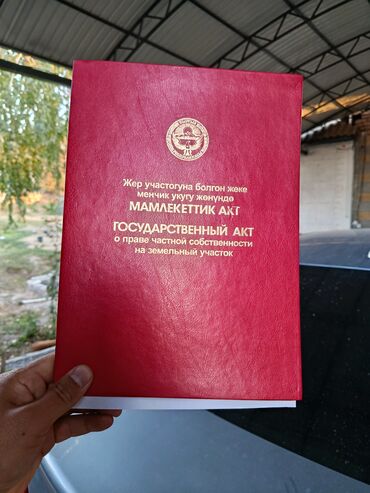 Жер участогуна болгон жеке
менчик укугу жөнүндө
МАМЛЕКЕТТИК АКТ
ГОСУДАРСТВЕННЫЙ АКТ
о праве частной собственности
на земельный участок